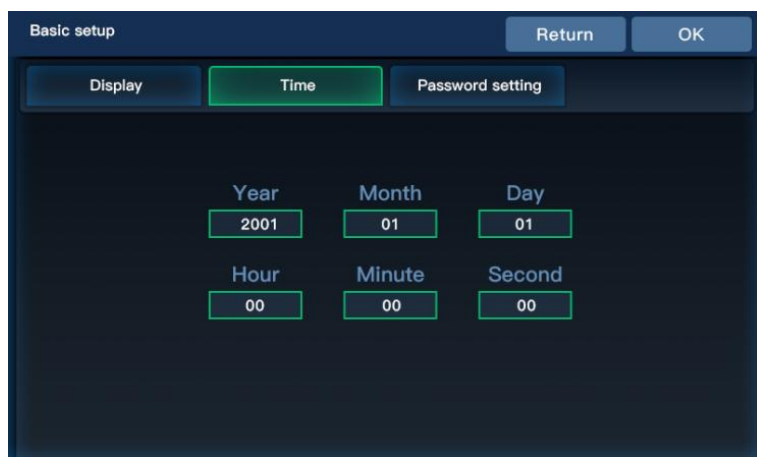 Basic setup Return OK
Display Time Password setting
Year Month Day
2001 01 01
Hour Minute Second
00 00 00